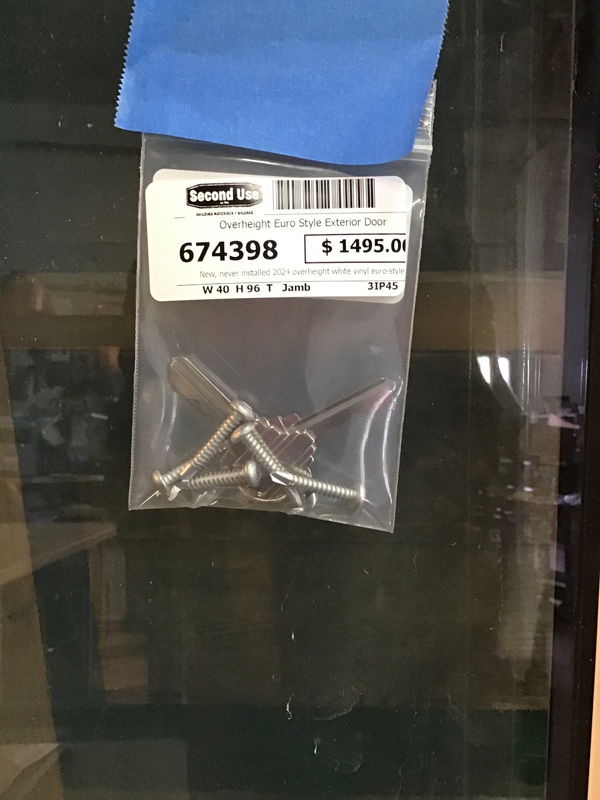 Second Use
BUILDING MATERIALS • SALVAGE
Overheight Euro Style Exterior Door
674398
$ 1495.00
New, never installed 2024 overheight white vinyl euro-style
W 40 H 96 T Jamb
3IP45